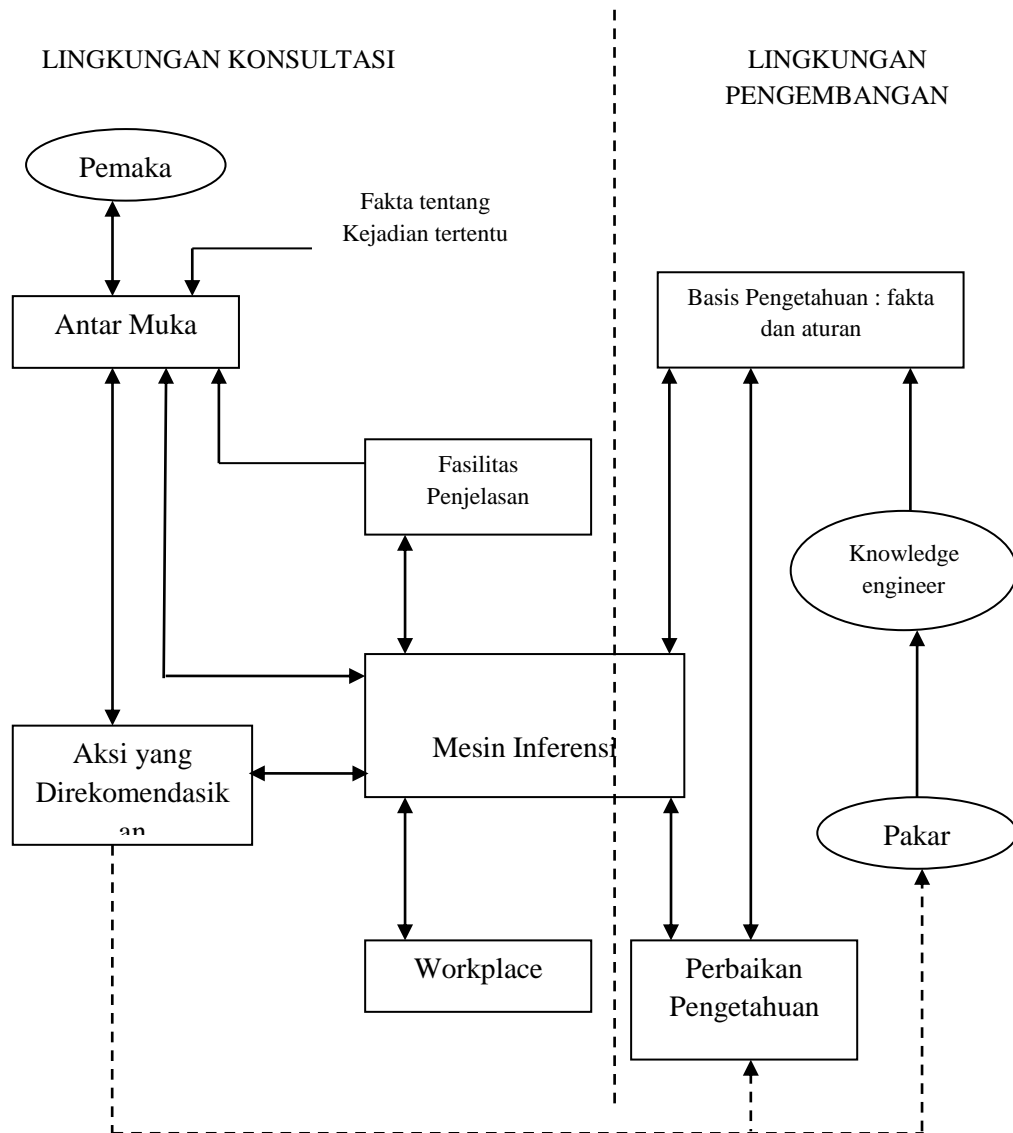 LINGKUNGAN KONSULTASI
LINGKUNGAN
PENGEMBANGAN
Pemaka
Fakta tentang
Kejadian tertentu
Antar Muka
Basis Pengetahuan : fakta
dan aturan
Fasilitas
Penjelasan
Knowledge
engineer
Mesin Inferensi
Aksi yang
Direkomendasik
an
Pakar
Workplace
Perbaikan
Pengetahuan